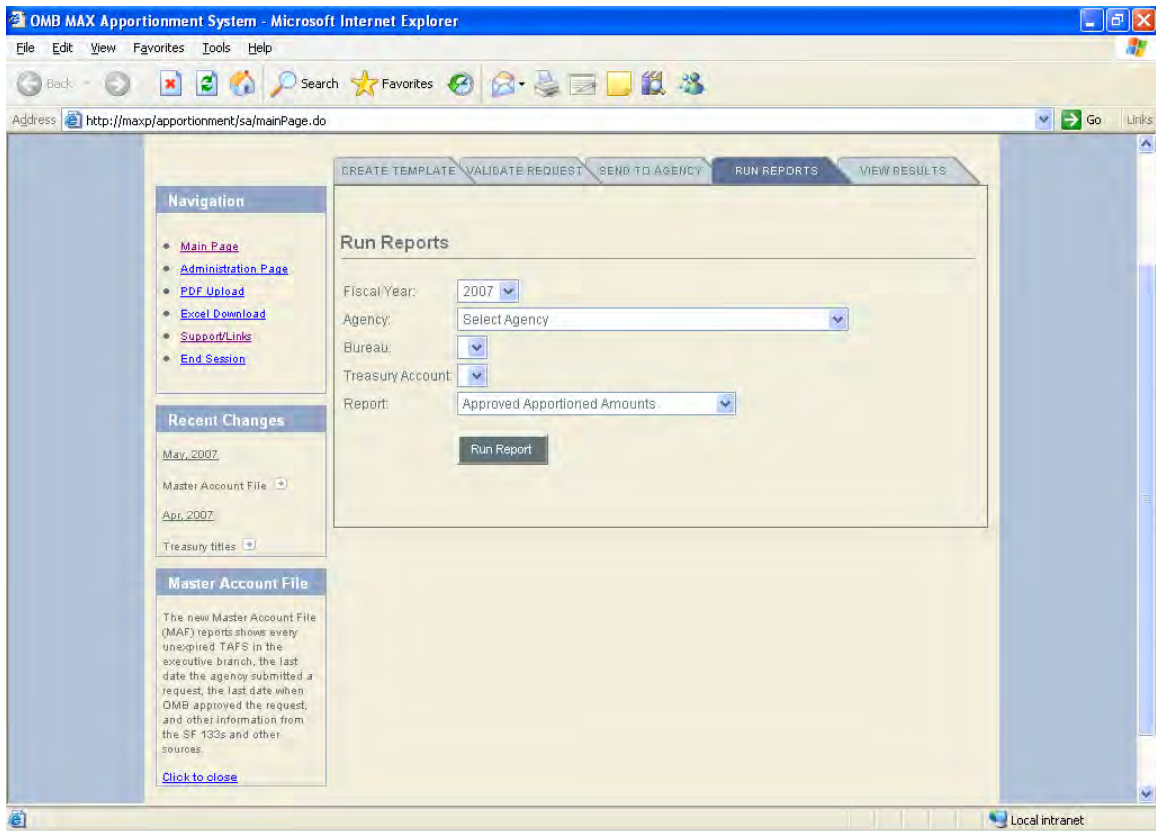 OMB MAX Apportionment System - Microsoft Internet Explorer
File Edit View Favorites Tools Help
Back Search Favorites
Address http://maxp/apportionment/sa/mainPage.do Go Links
CREATE TEMPLATE VALIDATE REQUEST SEND TO AGENCY RUN REPORTS VIEW RESULTS
Navigation
Main Page
Administration Page
PDF Upload
Excel Download
Support/Links
End Session
Recent Changes
May, 2007
Master Account File
Apr, 2007
Treasury titles
Master Account File
The new Master Account File
(MAF) reports shows every
unexpired TAFS in the
executive branch, the last
date the agency submitted a
request, the last date when
OMB approved the request,
and other information from
the SF 133s and other
sources.
Click to close
Run Reports
Fiscal Year: 2007
Agency: Select Agency
Bureau:
Treasury Account:
Report: Approved Apportioned Amounts
Run Report
Local intranet